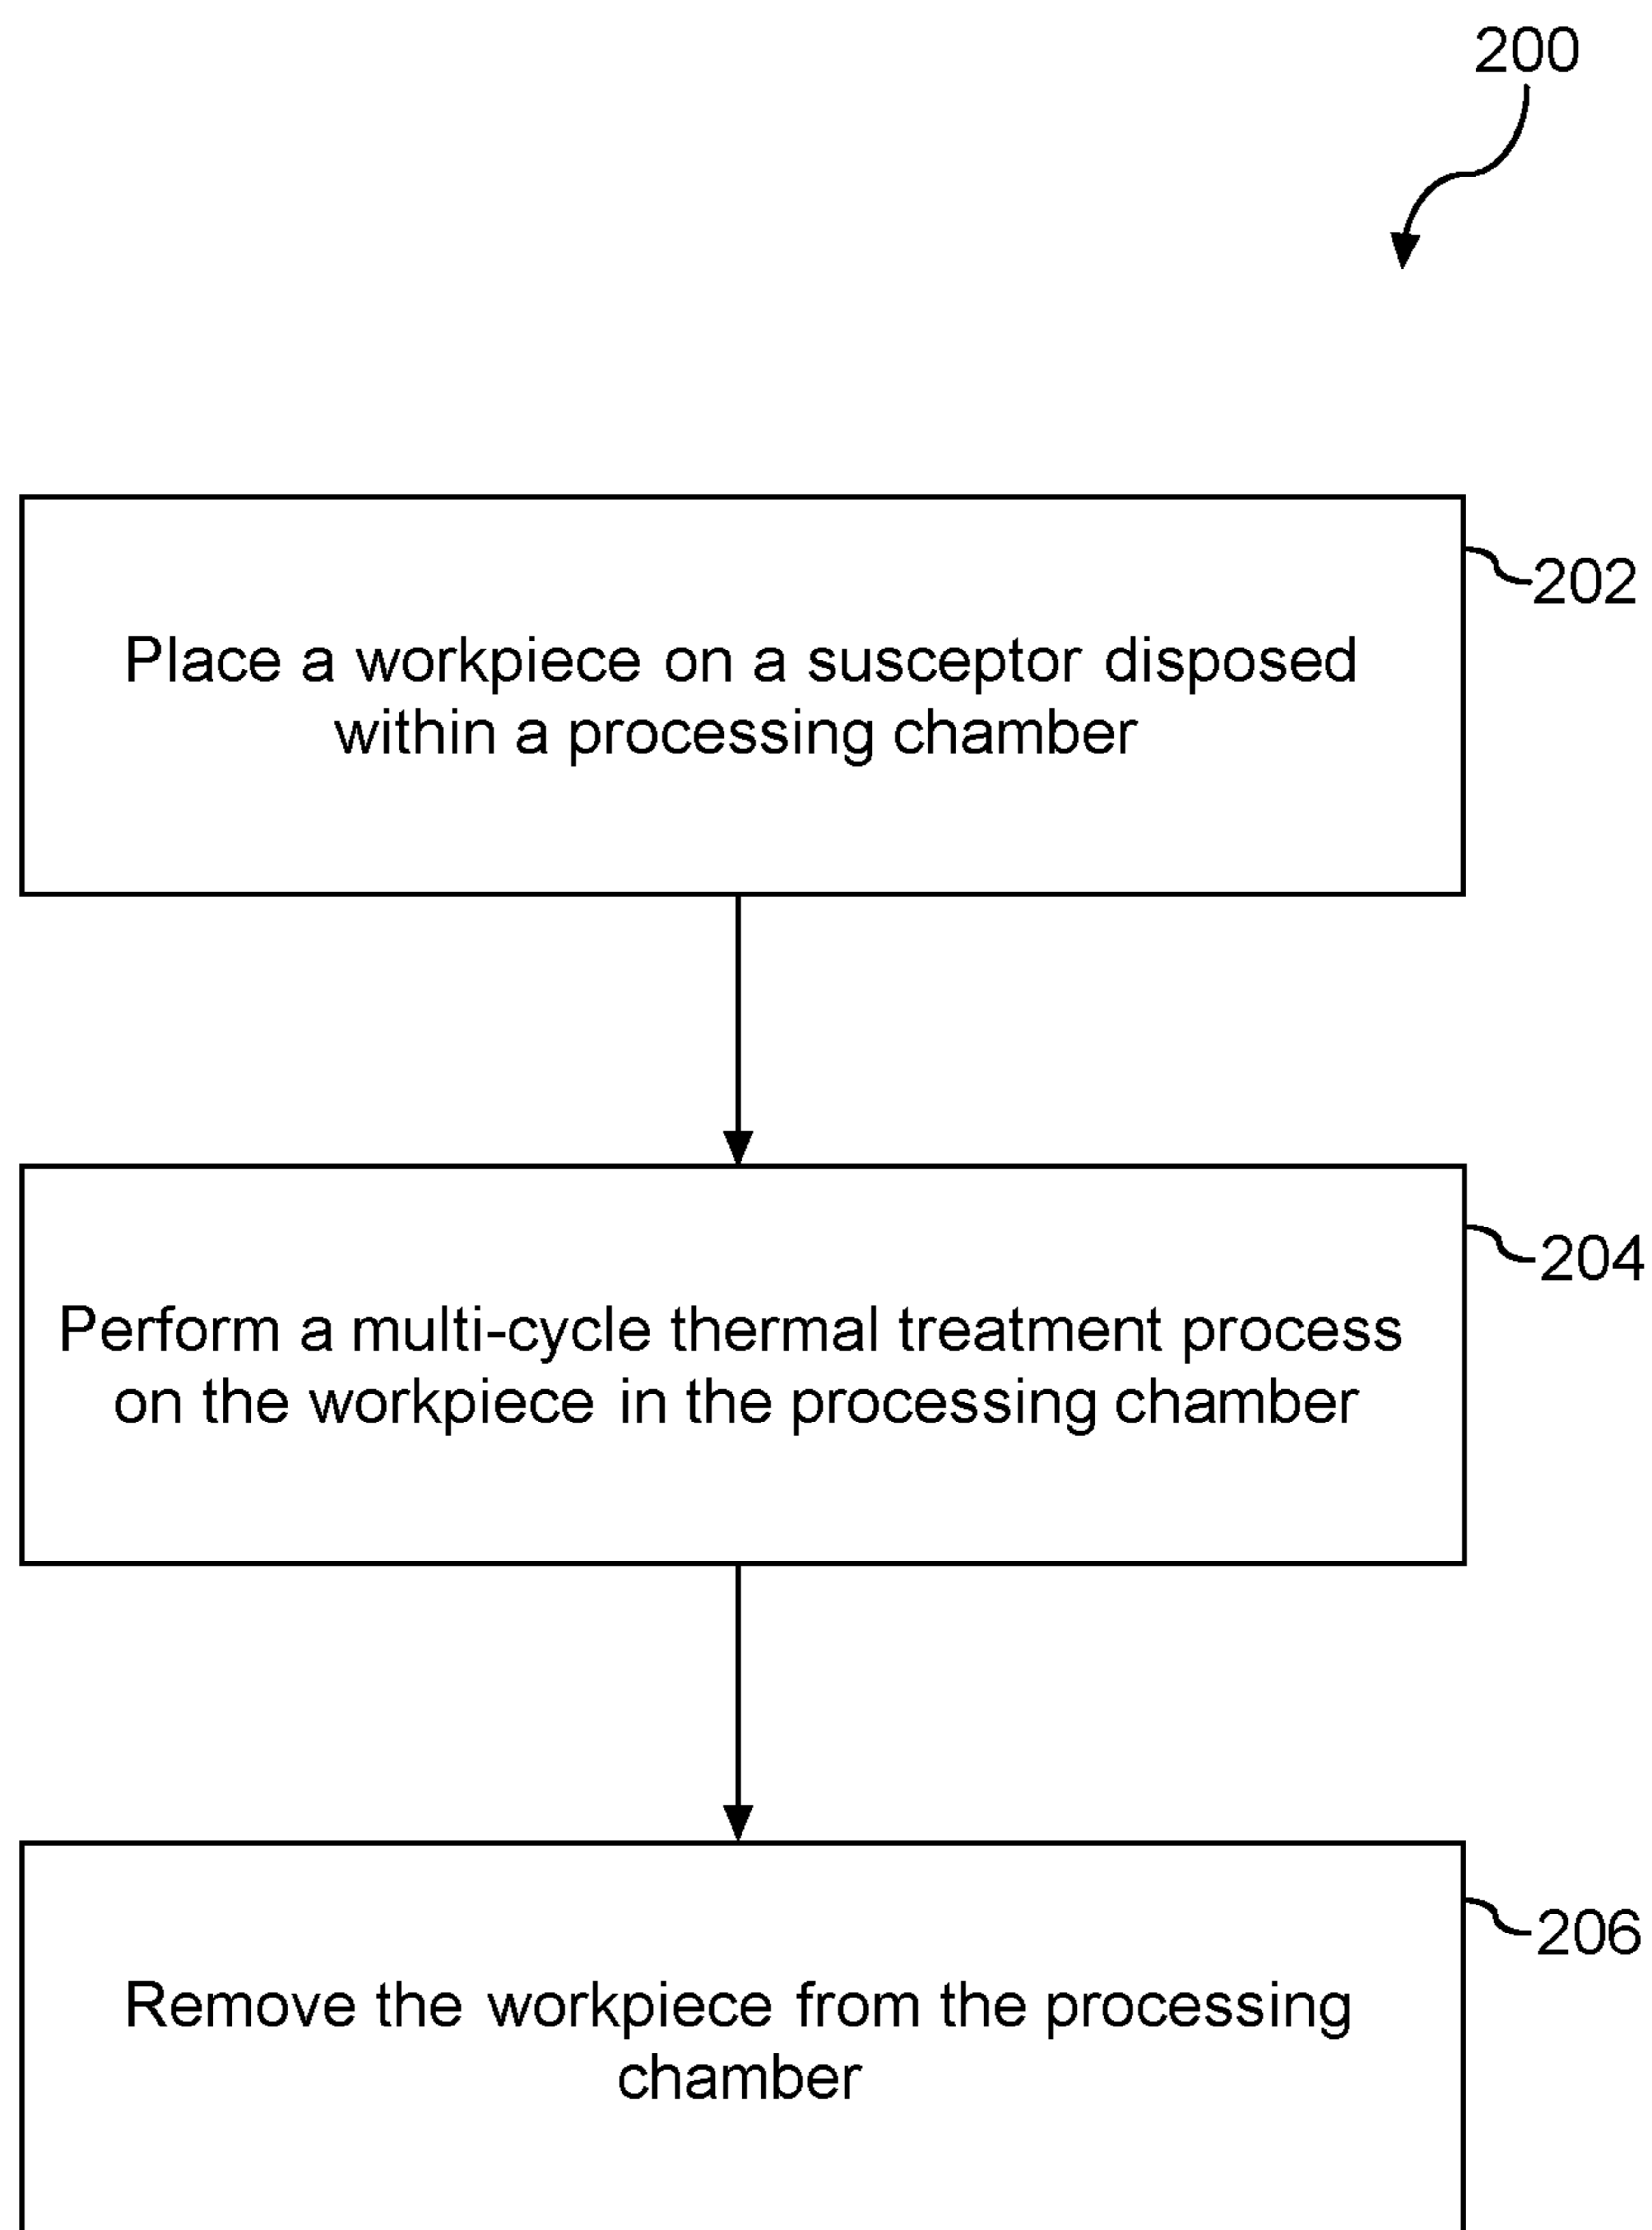 200
202
Place a workpiece on a susceptor disposed
within a processing chamber
204
Perform a multi-cycle thermal treatment process
on the workpiece in the processing chamber
206
Remove the workpiece from the processing
chamber